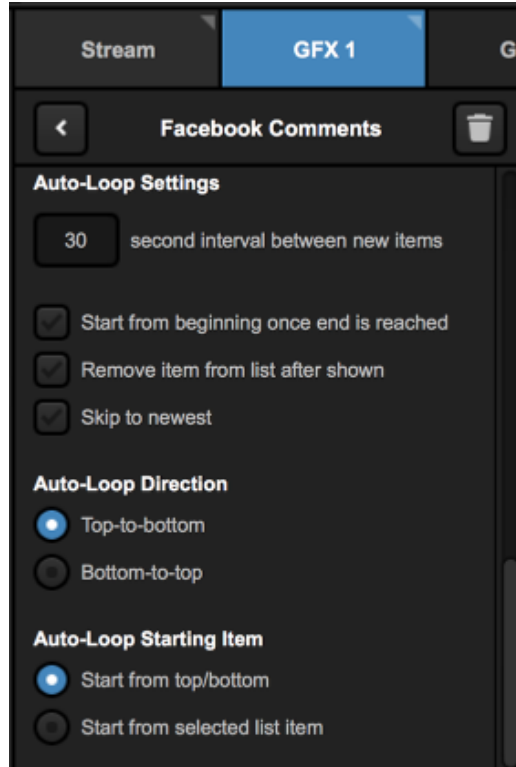 Stream GFX 1 G
Facebook Comments
Auto-Loop Settings
30 second interval between new items
Start from beginning once end is reached
Remove item from list after shown
Skip to newest
Auto-Loop Direction
Top-to-bottom
Bottom-to-top
Auto-Loop Starting Item
Start from top/bottom
Start from selected list item